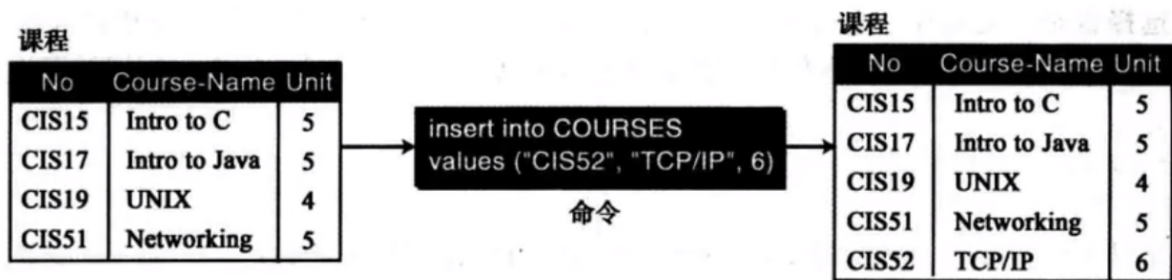 课程
No Course-Name Unit
CIS15 Intro to C 5
CIS17 Intro to Java 5
CIS19 UNIX 4
CIS51 Networking 5
insert into COURSES
values ("CIS52", "TCP/IP", 6)
命令
课程
No Course-Name Unit
CIS15 Intro to C 5
CIS17 Intro to Java 5
CIS19 UNIX 4
CIS51 Networking 5
CIS52 TCP/IP 6